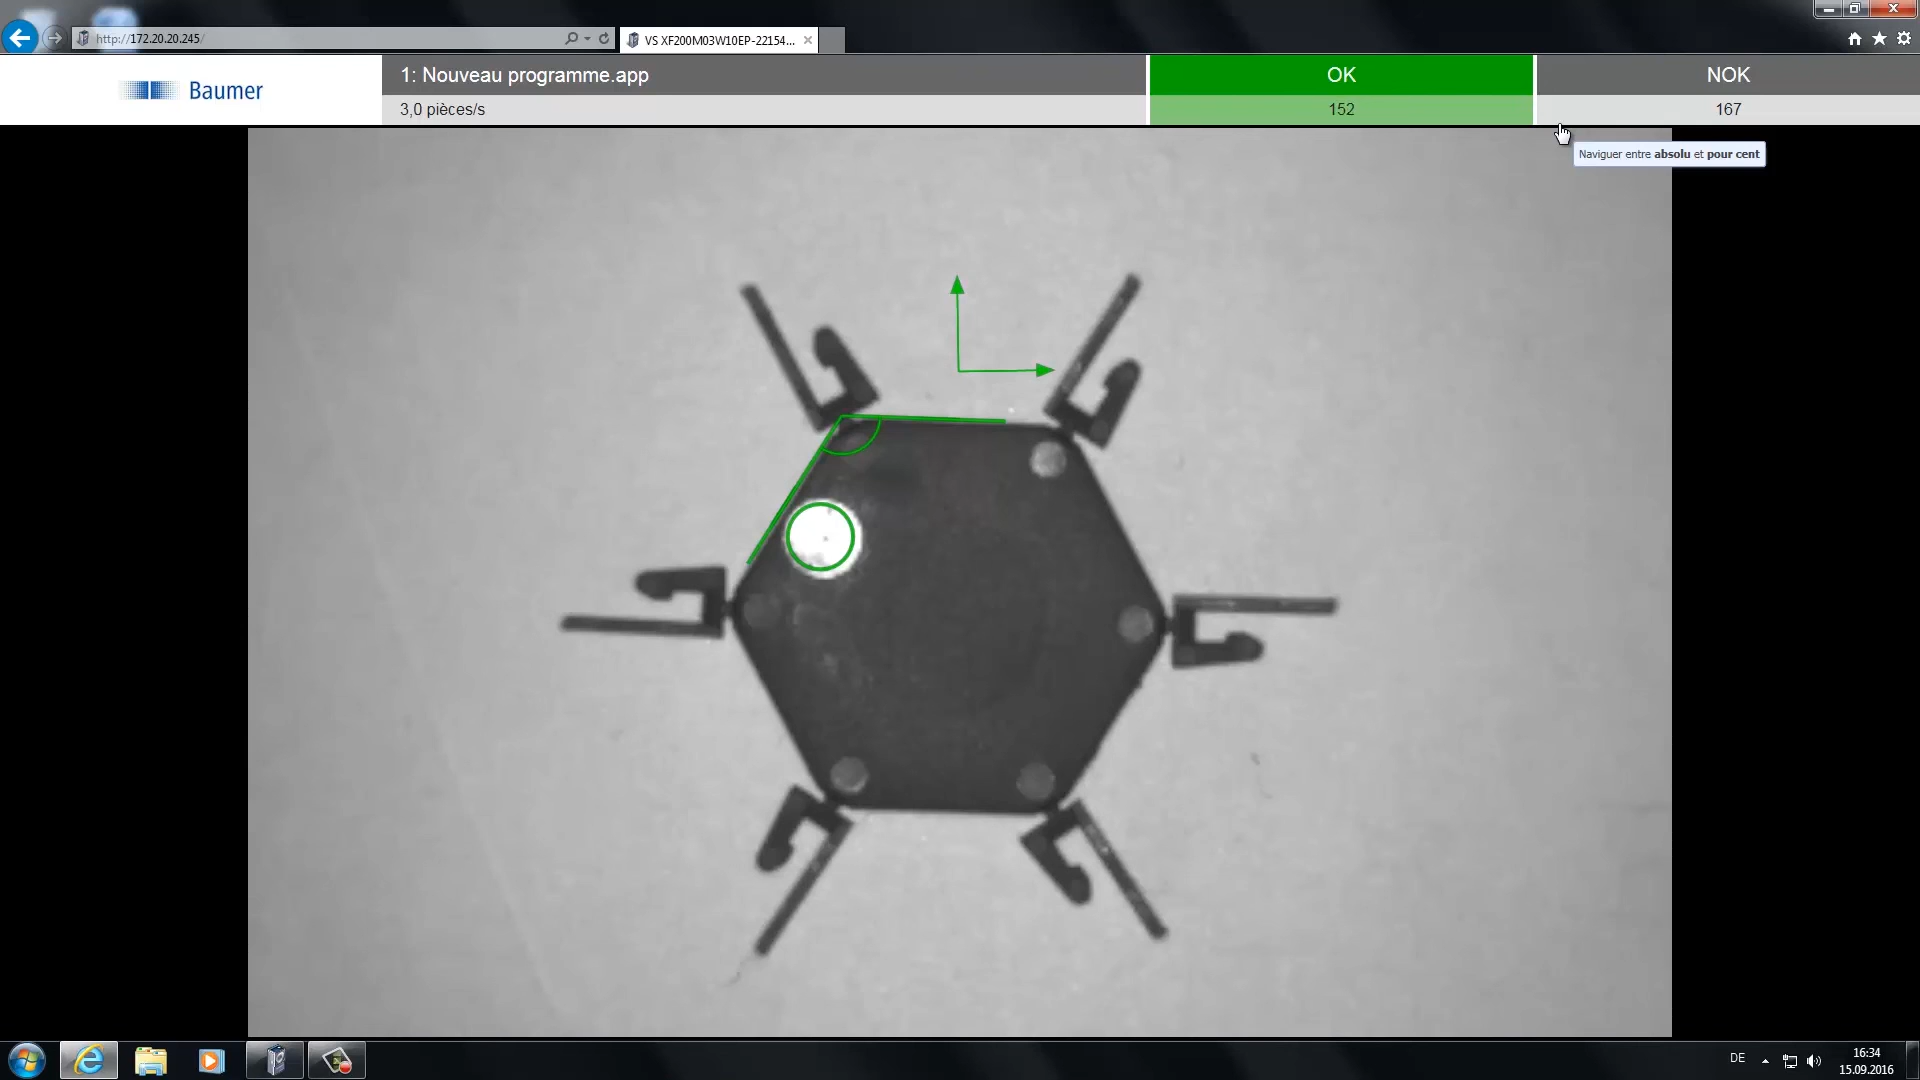 http://172.20.20.245/
VS XF200M03W10EP-22154...
Baumer
1: Nouveau programme.app
3,0 pièces/s
OK
152
NOK
167
Naviguer entre absolu et pour cent
DE
16:34
15.09.2016